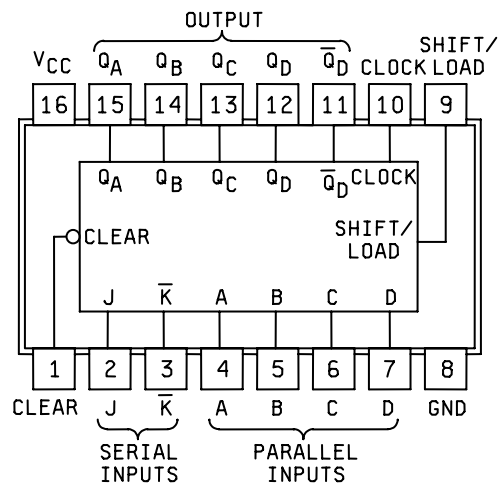 OUTPUT
VCC QA QB QC QD Q̅D CLOCK SHIFT/
LOAD
16 15 14 13 12 11 10 9
QA QB QC QD Q̅D CLOCK
CLEAR
SHIFT/
LOAD
J K̅ A B C D
1 2 3 4 5 6 7 8
CLEAR J K̅ A B C D GND
SERIAL
INPUTS
PARALLEL
INPUTS